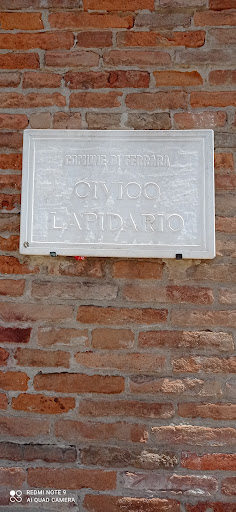 COMUNE DI FERRARA
CIVICO
LAPIDARIO
REDMI NOTE 9
AI QUAD CAMERA